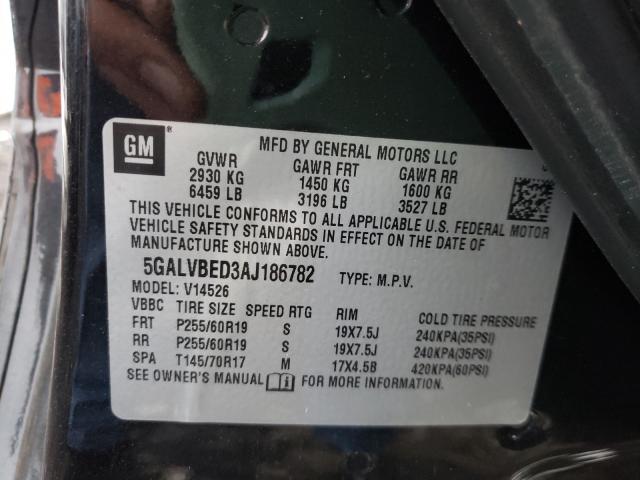 GM ®
MFD BY GENERAL MOTORS LLC
GVWR GAWR FRT GAWR RR
2930 KG 1450 KG 1600 KG
6459 LB 3196 LB 3527 LB
THIS VEHICLE CONFORMS TO ALL APPLICABLE U.S. FEDERAL MOTOR
VEHICLE SAFETY STANDARDS IN EFFECT ON THE DATE OF
MANUFACTURE SHOWN ABOVE.
5GALVBED3AJ186782 TYPE: M.P.V.
MODEL: V14526
VBBC TIRE SIZE SPEED RTG RIM COLD TIRE PRESSURE
FRT P255/60R19 S 19X7.5J 240KPA(35PSI)
RR P255/60R19 S 19X7.5J 240KPA(35PSI)
SPA T145/70R17 M 17X4.5B 420KPA(60PSI)
SEE OWNER'S MANUAL FOR MORE INFORMATION.